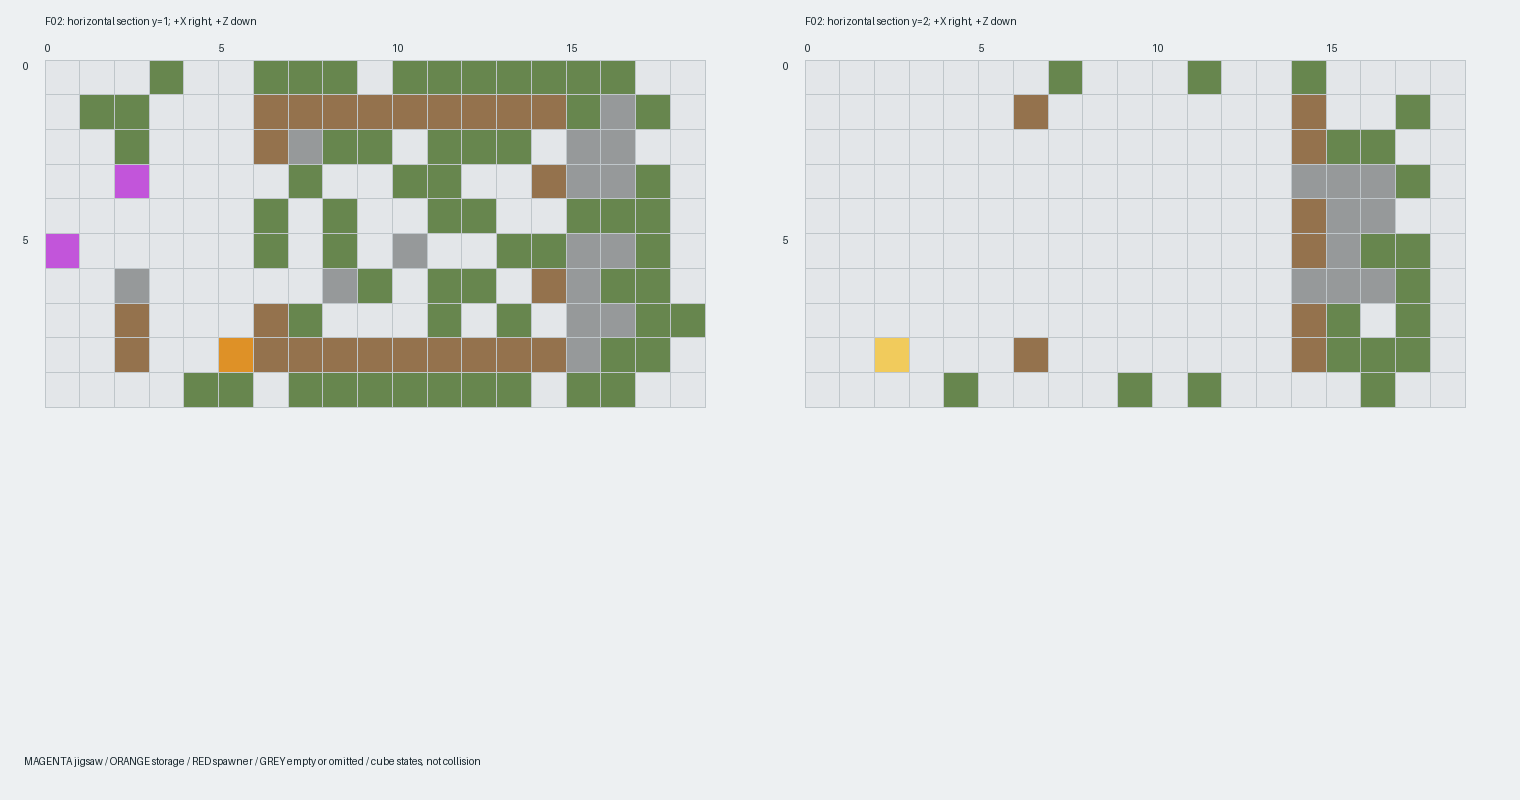 F02: horizontal section y=1; +X right, +Z down
F02: horizontal section y=2; +X right, +Z down
0 5 10 15
0 5 10 15
0
0
5
5
MAGENTA jigsaw / ORANGE storage / RED spawner / GREY empty or omitted / cube states, not collision